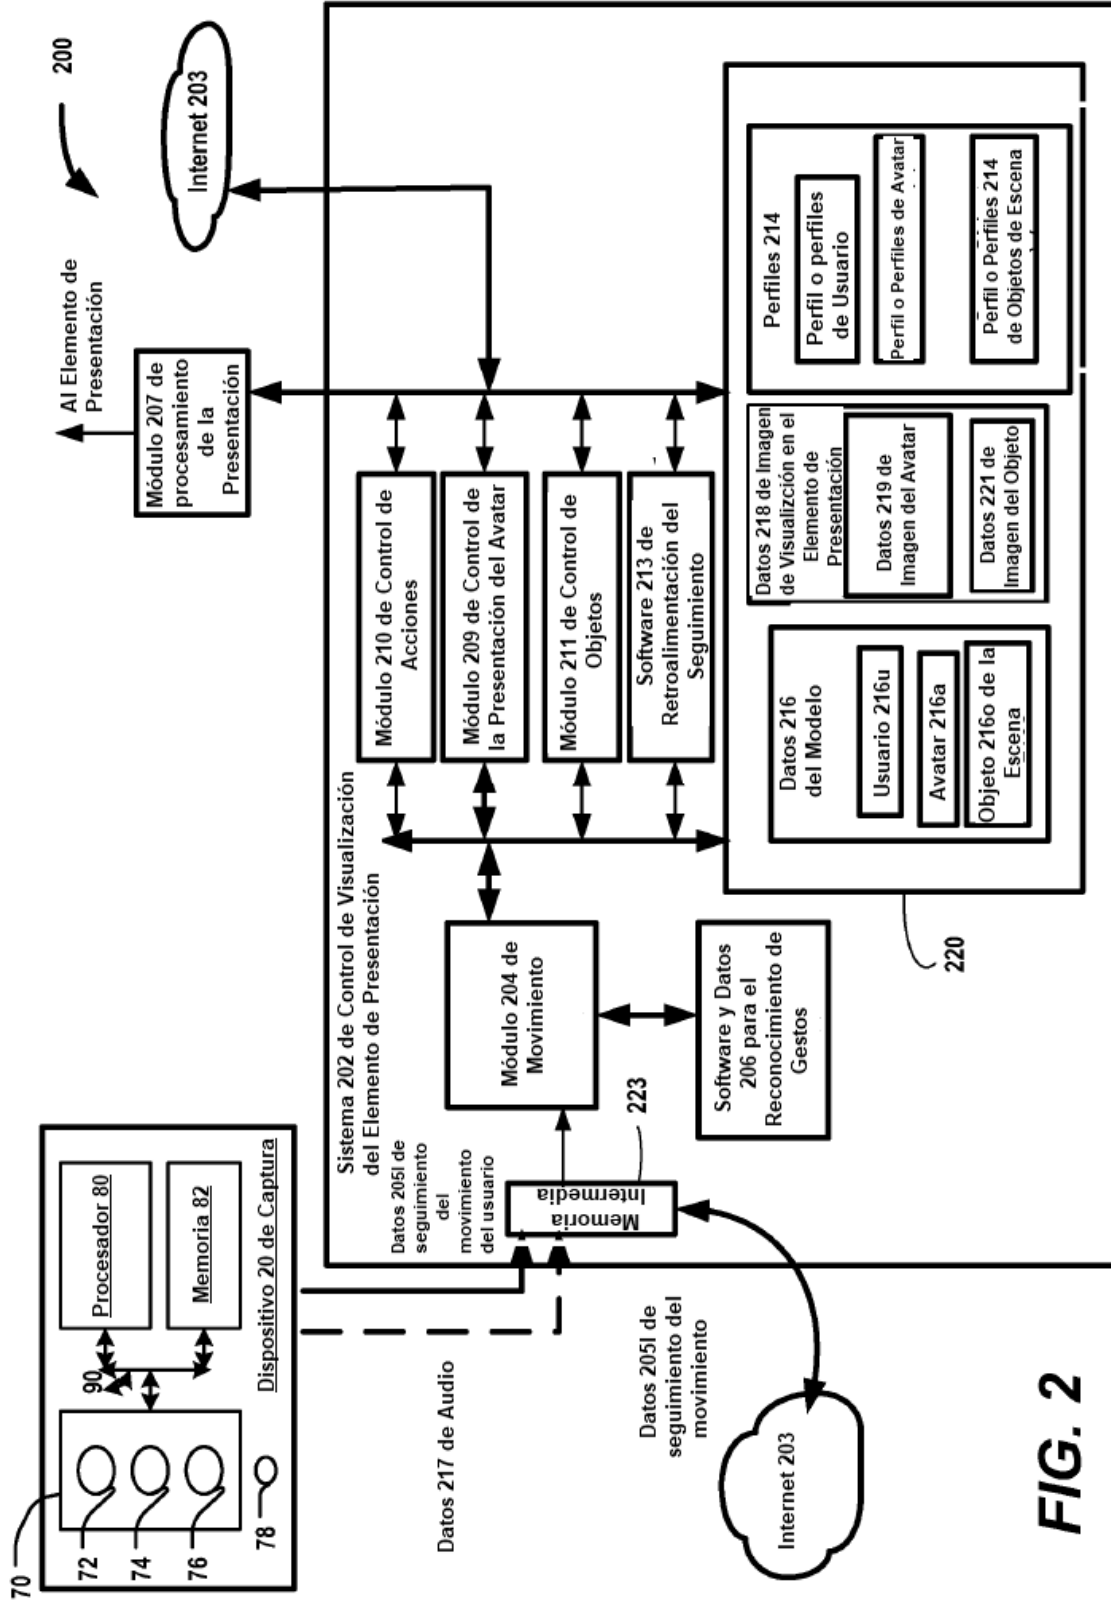 200
Internet 203
Al Elemento de
Presentación
Módulo 207 de
procesamiento
de la
Presentación
70
72
74
76
78
90
Procesador 80
Memoria 82
Dispositivo 20 de Captura
Datos 217 de Audio
Datos 205l de
seguimiento del
movimiento
Internet 203
Sistema 202 de Control de Visualización
del Elemento de Presentación
Datos 205l de
seguimiento
del
movimiento
del usuario
Memoria
Intermedia
223
Módulo 204 de
Movimiento
Software y Datos
206 para el
Reconocimiento de
Gestos
Módulo 210 de Control de
Acciones
Módulo 209 de Control de
la Presentación del Avatar
Módulo 211 de Control de
Objetos
Software 213 de
Retroalimentación del
Seguimiento
220
Datos 216
del Modelo
Usuario 216u
Avatar 216a
Objeto 216o de la
Escena
Datos 218 de Imagen
de Visualizción en el
Elemento de
Presentación
Datos 219 de
Imagen del Avatar
Datos 221 de
Imagen del Objeto
Perfiles 214
Perfil o perfiles
de Usuario
Perfil o Perfiles de Avatar
Perfil o Perfiles 214
de Objetos de Escena
FIG. 2